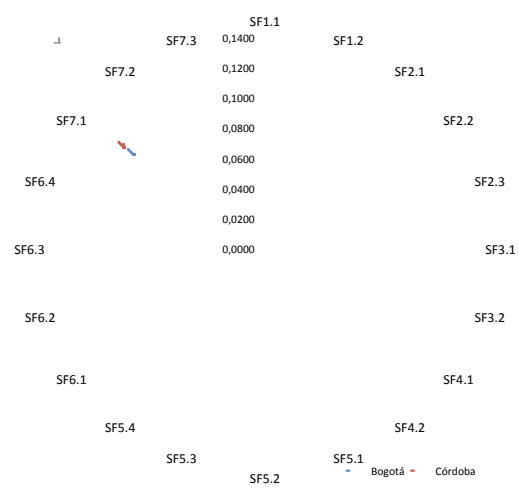 SF1.1
SF7.3 0,1400 SF1.2
SF7.2 0,1200 SF2.1
0,1000
SF7.1 0,0800 SF2.2
0,0600
SF6.4 0,0400 SF2.3
0,0200
SF6.3 0,0000 SF3.1
SF6.2 SF3.2
SF6.1 SF4.1
SF5.4 SF4.2
SF5.3 SF5.1
Bogotá Córdoba
SF5.2